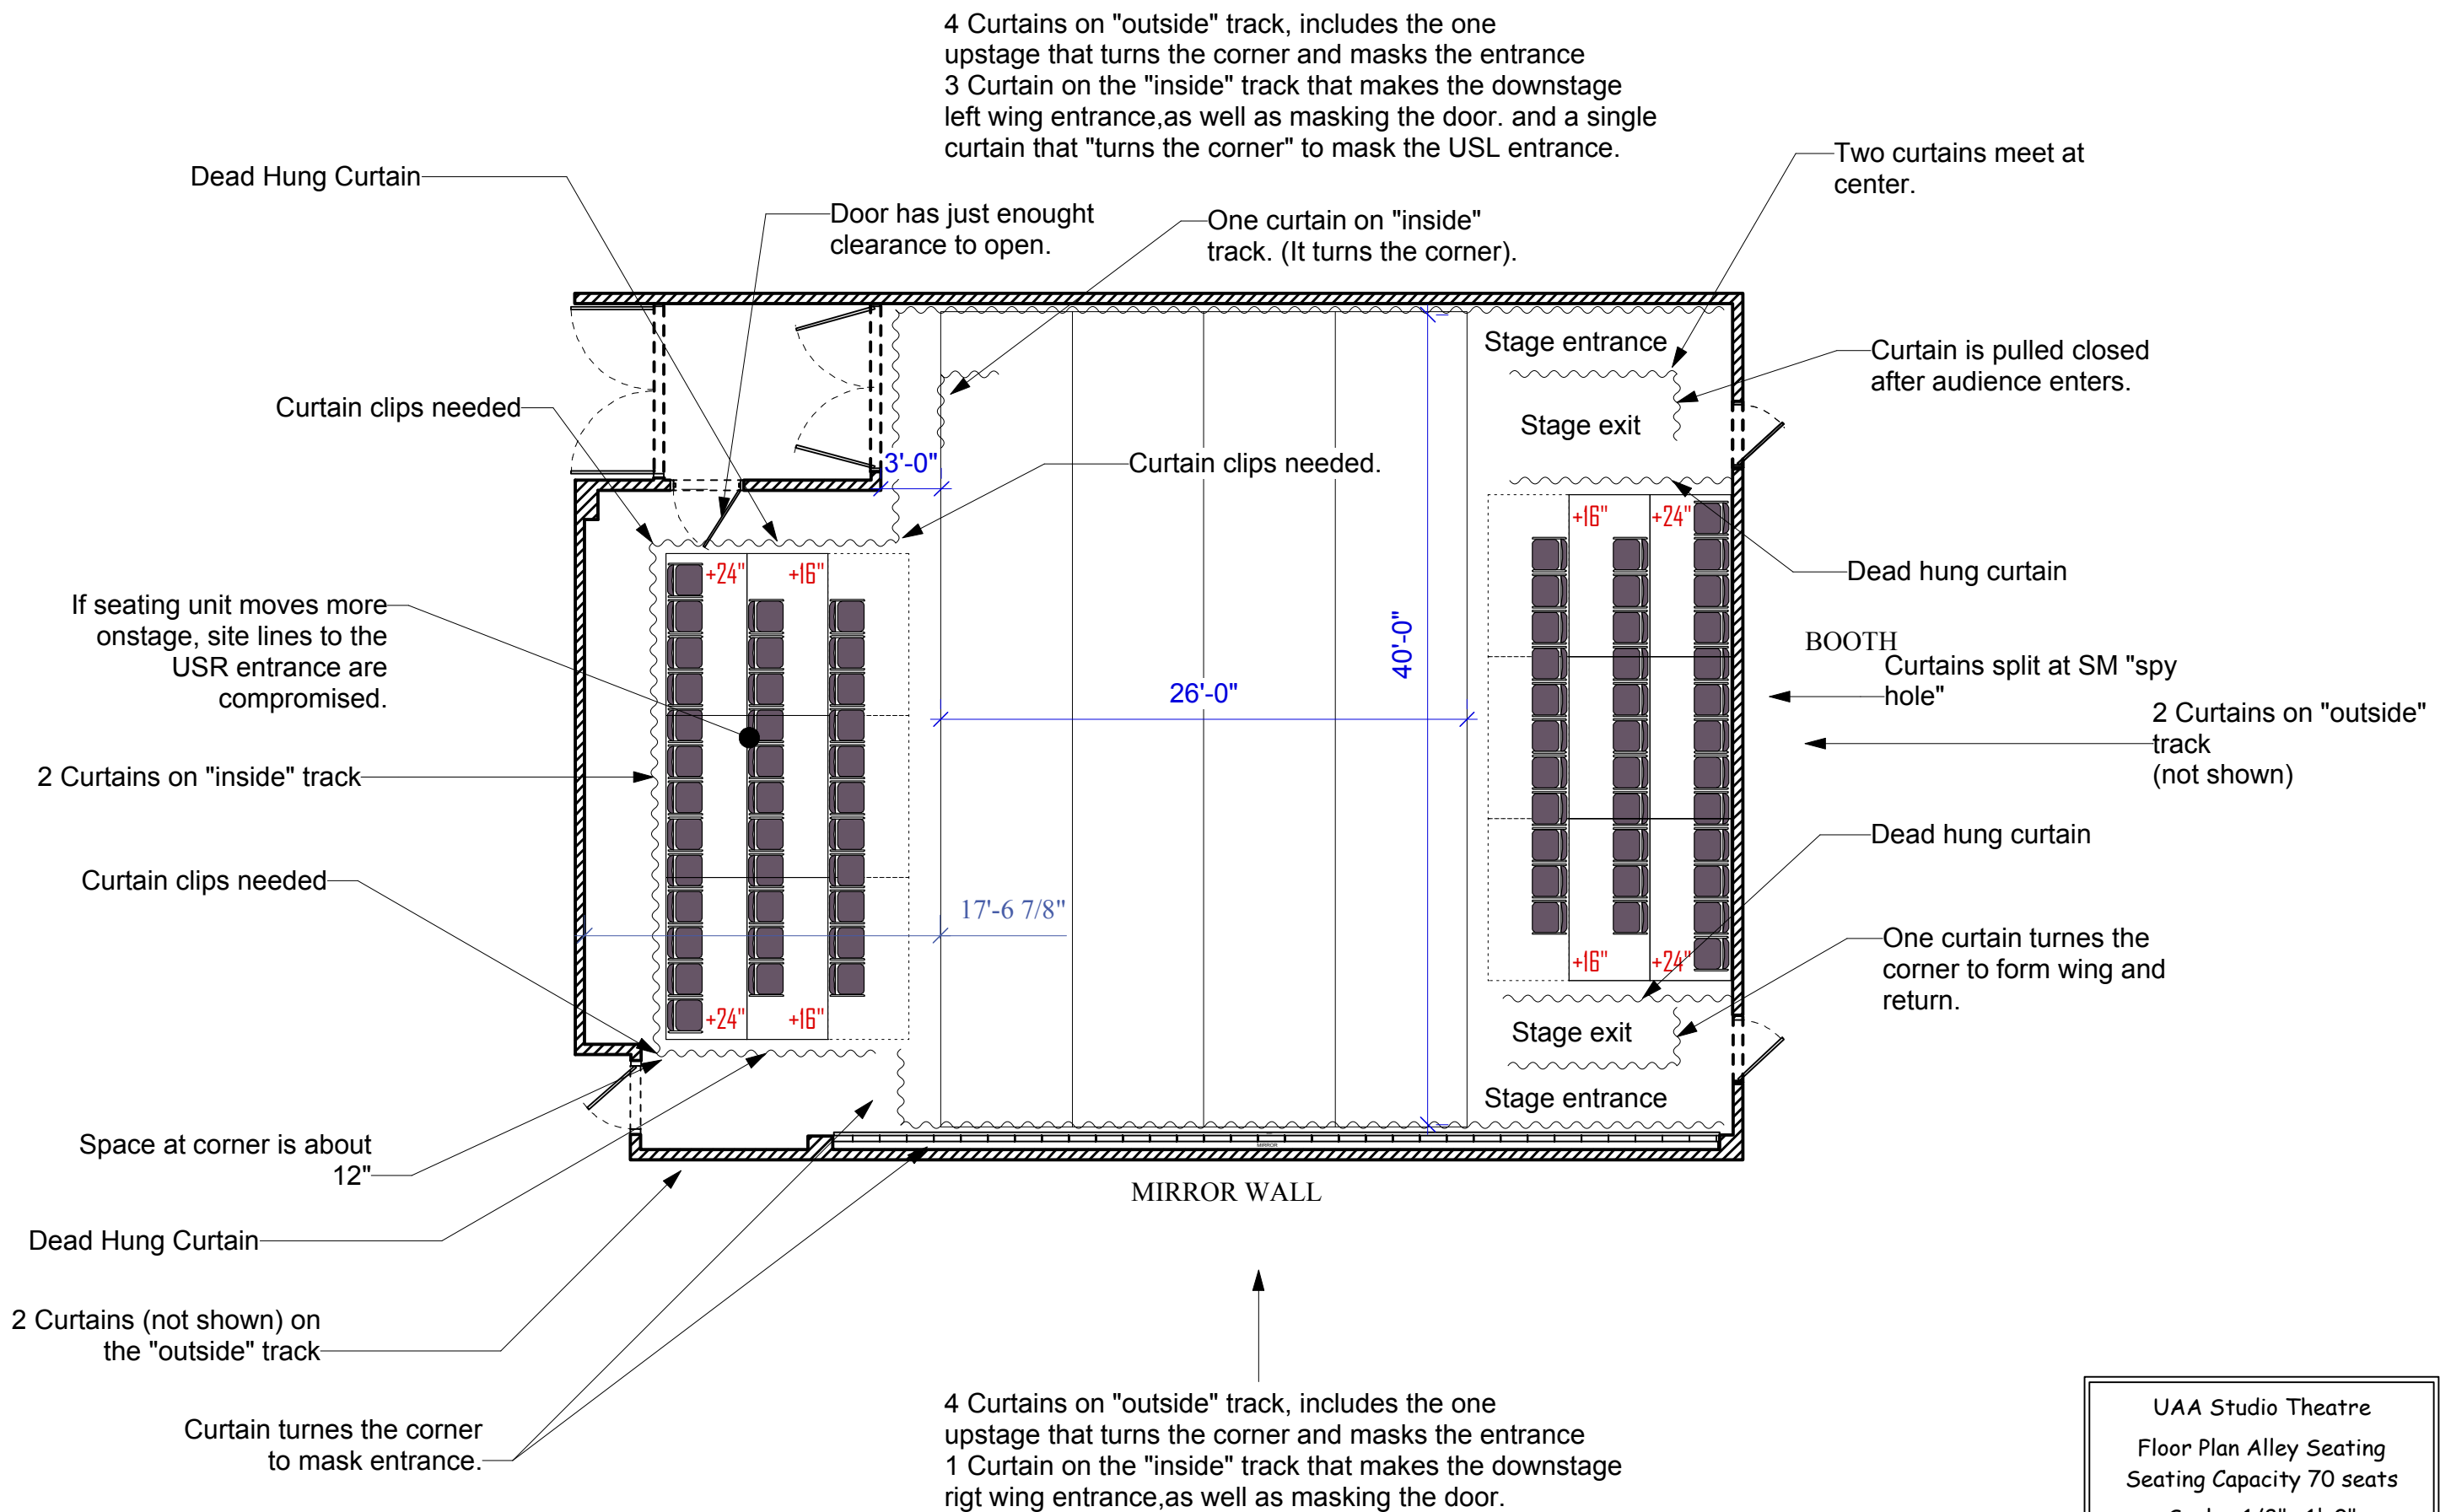 4 Curtains on "outside" track, includes the one
upstage that turns the corner and masks the entrance
3 Curtain on the "inside" track that makes the downstage
left wing entrance,as well as masking the door. and a single
curtain that "turns the corner" to mask the USL entrance.
Two curtains meet at
center.
Dead Hung Curtain
Door has just enought
clearance to open.
One curtain on "inside"
track. (It turns the corner).
Stage entrance
Curtain is pulled closed
after audience enters.
Curtain clips needed
Stage exit
3'-0"
Curtain clips needed.
+16"
+24"
Dead hung curtain
+24"
+16"
If seating unit moves more
onstage, site lines to the
USR entrance are
compromised.
40'-0"
BOOTH
Curtains split at SM "spy
hole"
26'-0"
2 Curtains on "outside"
track
(not shown)
2 Curtains on "inside" track
Dead hung curtain
Curtain clips needed
17'-6 7/8"
One curtain turnes the
corner to form wing and
return.
+16"
+24"
+24"
+16"
Stage exit
Stage entrance
Space at corner is about
12"
MIRROR
MIRROR WALL
Dead Hung Curtain
2 Curtains (not shown) on
the "outside" track
Curtain turnes the corner
to mask entrance.
4 Curtains on "outside" track, includes the one
upstage that turns the corner and masks the entrance
1 Curtain on the "inside" track that makes the downstage
rigt wing entrance,as well as masking the door.
UAA Studio Theatre
Floor Plan Alley Seating
Seating Capacity 70 seats